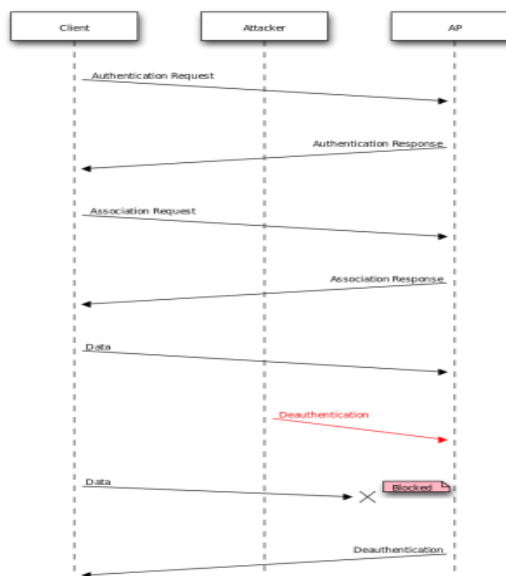 Client
Attacker
AP
Authentication Request
Authentication Response
Association Request
Association Response
Data
Deauthentication
Data
Blocked
Deauthentication